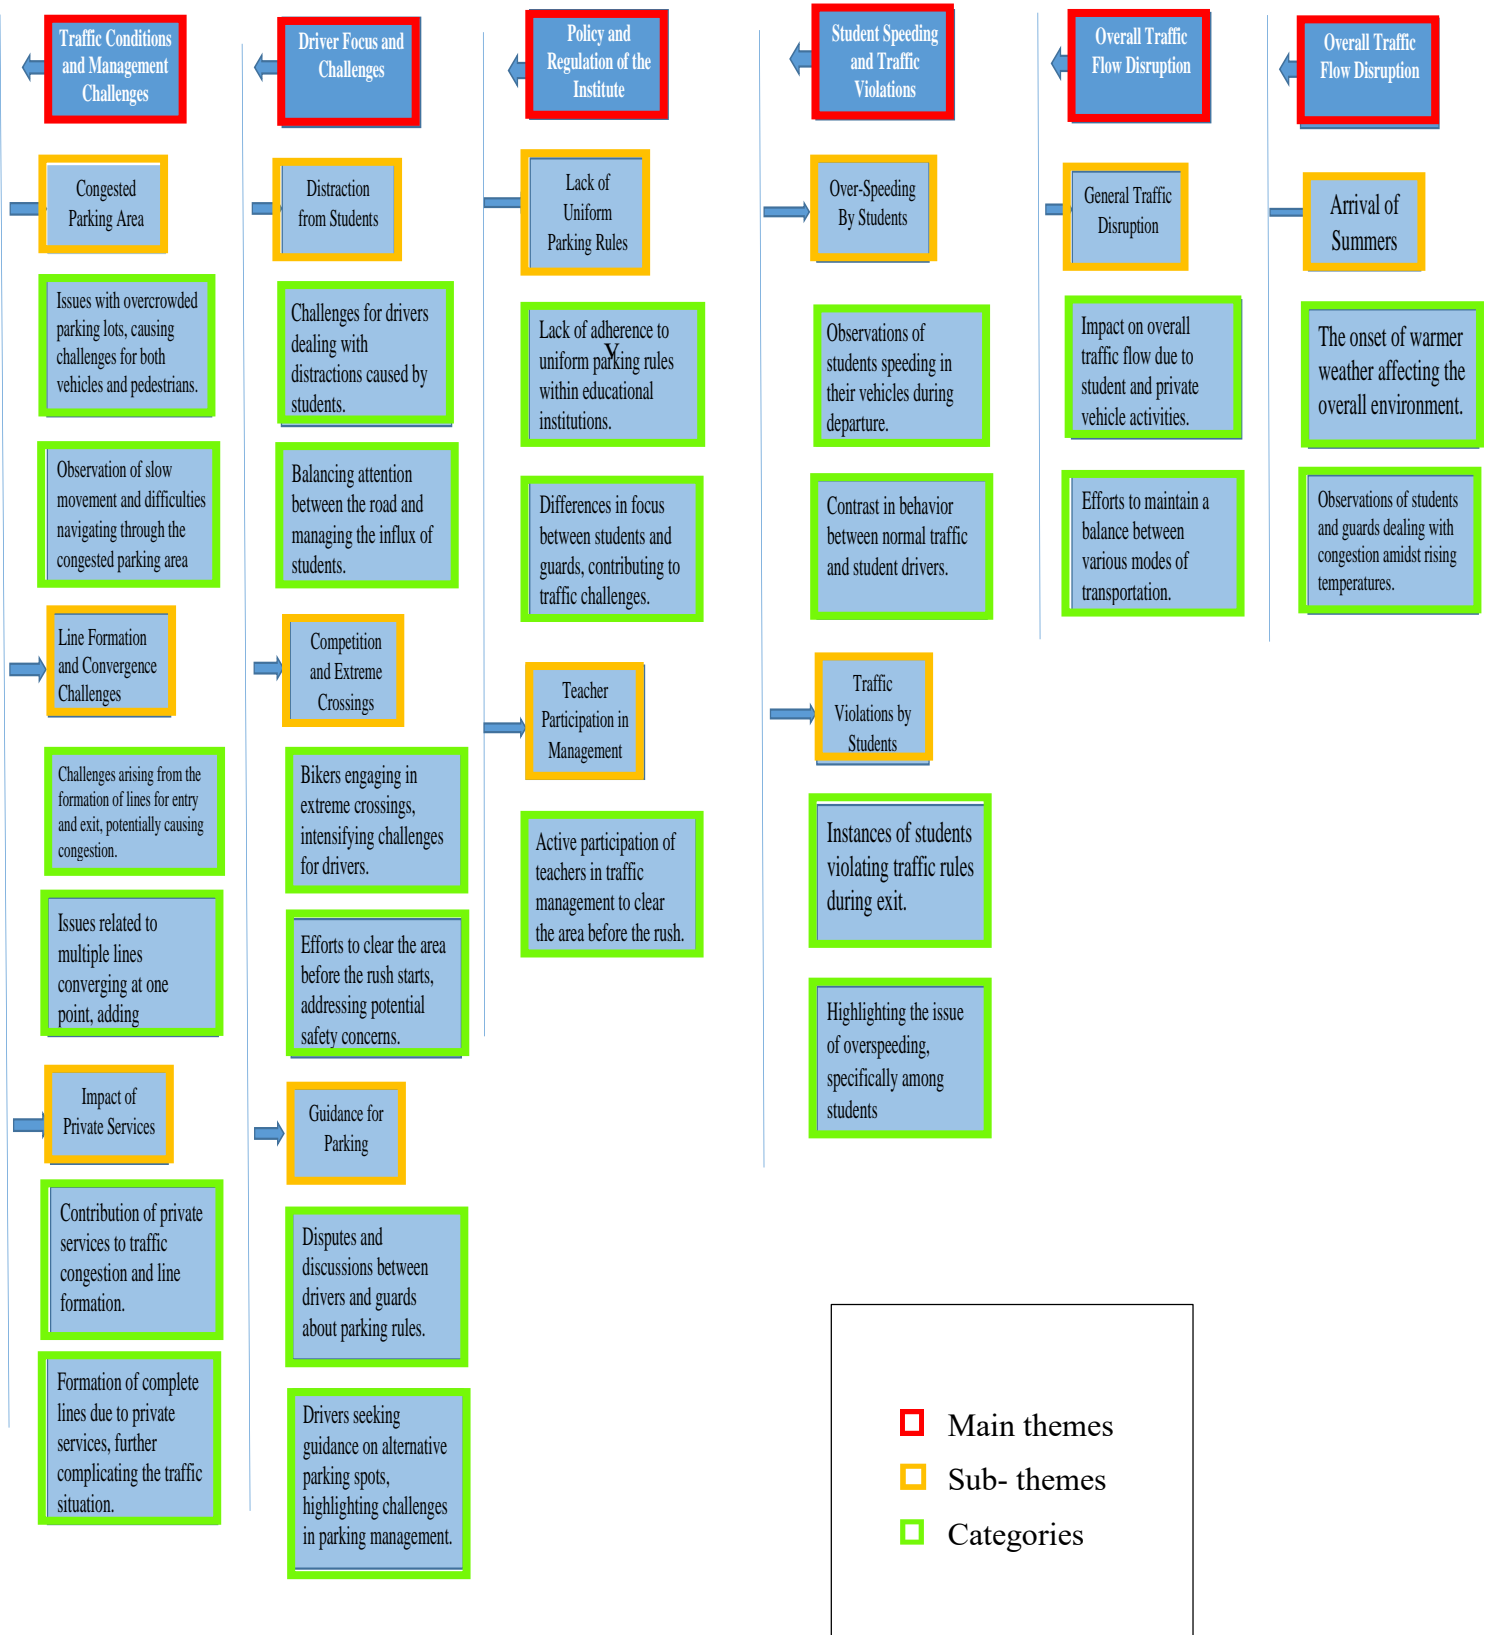 Traffic Conditions
and Management
Challenges
Congested
Parking Area
Issues with overcrowded
parking lots, causing
challenges for both
vehicles and pedestrians.
Observation of slow
movement and difficulties
navigating through the
congested parking area
Line Formation
and Convergence
Challenges
Challenges arising from the
formation of lines for entry
and exit, potentially causing
congestion.
Issues related to
multiple lines
converging at one
point, adding
Impact of
Private Services
Contribution of private
services to traffic
congestion and line
formation.
Formation of complete
lines due to private
services, further
complicating the traffic
situation.
Driver Focus and
Challenges
Distraction
from Students
Challenges for drivers
dealing with
distractions caused by
students.
Balancing attention
between the road and
managing the influx of
students.
Competition
and Extreme
Crossings
Bikers engaging in
extreme crossings,
intensifying challenges
for drivers.
Efforts to clear the area
before the rush starts,
addressing potential
safety concerns.
Guidance for
Parking
Disputes and
discussions between
drivers and guards
about parking rules.
Drivers seeking
guidance on alternative
parking spots,
highlighting challenges
in parking management.
Policy and
Regulation of the
Institute
Lack of
Uniform
Parking Rules
Lack of adherence to
Y
uniform parking rules
within educational
institutions.
Differences in focus
between students and
guards, contributing to
traffic challenges.
Teacher
Participation in
Management
Active participation of
teachers in traffic
management to clear
the area before the rush.
Student Speeding
and Traffic
Violations
Over-Speeding
By Students
Observations of
students speeding in
their vehicles during
departure.
Contrast in behavior
between normal traffic
and student drivers.
Traffic
Violations by
Students
Instances of students
violating traffic rules
during exit.
Highlighting the issue
of overspeeding,
specifically among
students
Overall Traffic
Flow Disruption
General Traffic
Disruption
Impact on overall
traffic flow due to
student and private
vehicle activities.
Efforts to maintain a
balance between
various modes of
transportation.
Overall Traffic
Flow Disruption
Arrival of
Summers
The onset of warmer
weather affecting the
overall environment.
Observations of students
and guards dealing with
congestion amidst rising
temperatures.
Main themes
Sub- themes
Categories